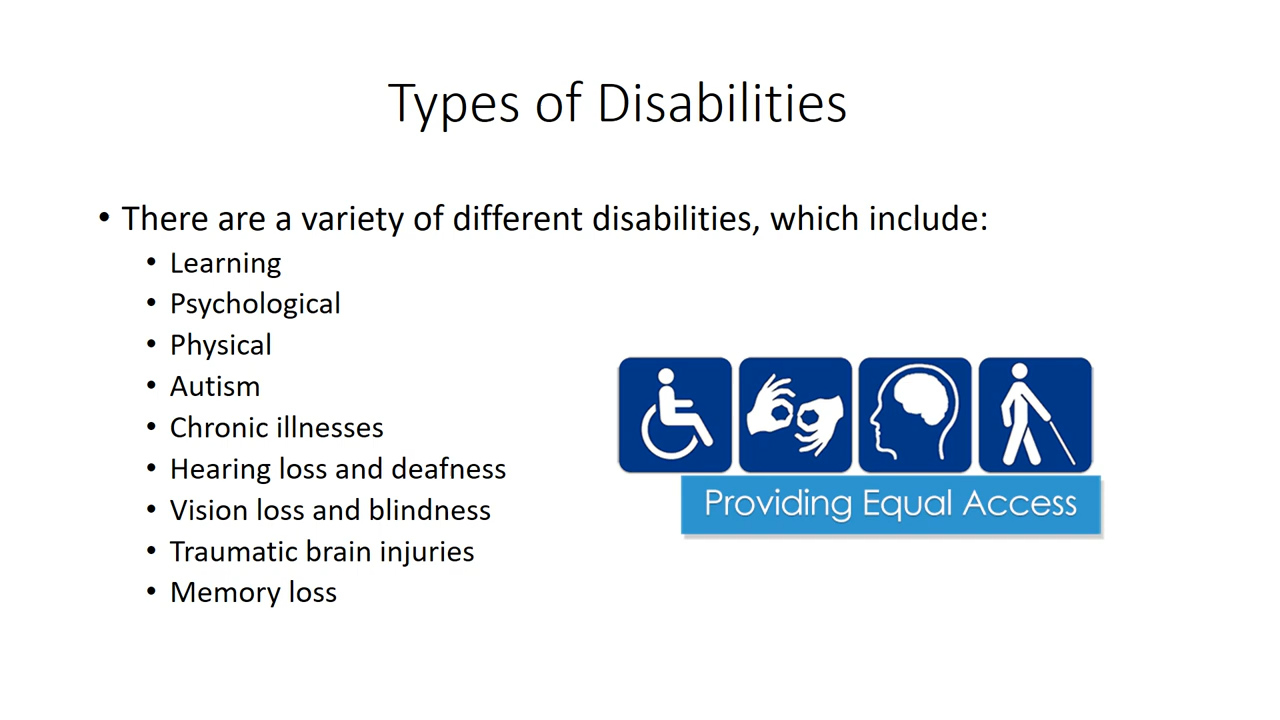 Types of Disabilities
• There are a variety of different disabilities, which include:
• Learning
• Psychological
• Physical
• Autism
• Chronic illnesses
• Hearing loss and deafness
• Vision loss and blindness
• Traumatic brain injuries
• Memory loss
Providing Equal Access